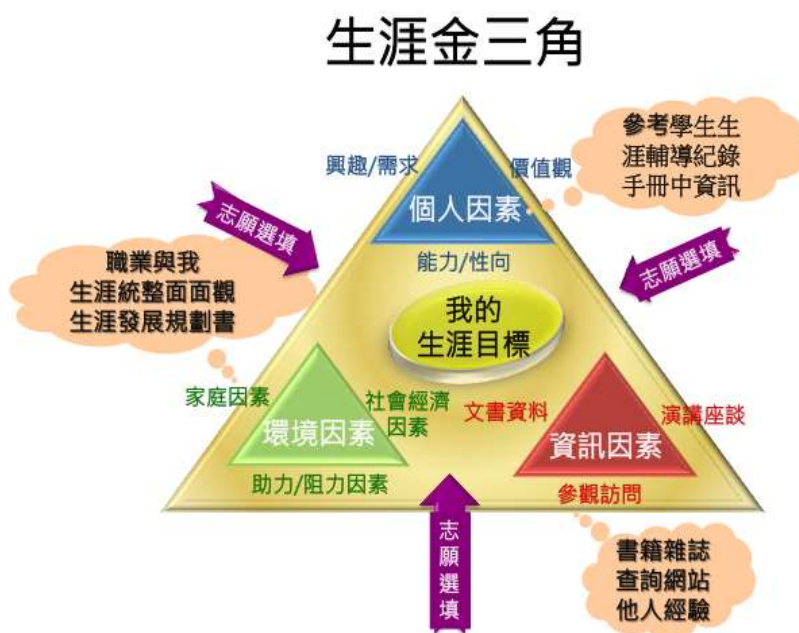 生涯金三角
參考學生生
涯輔導紀錄
手冊中資訊
興趣/需求
價值觀
個人因素
能力/性向
志願選填
志願選填
職業與我
生涯統整面面觀
生涯發展規劃書
我的
生涯目標
家庭因素
社會經濟
因素
環境因素
助力/阻力因素
文書資料
演講座談
資訊因素
參觀訪問
志願選填
書籍雜誌
查詢網站
他人經驗